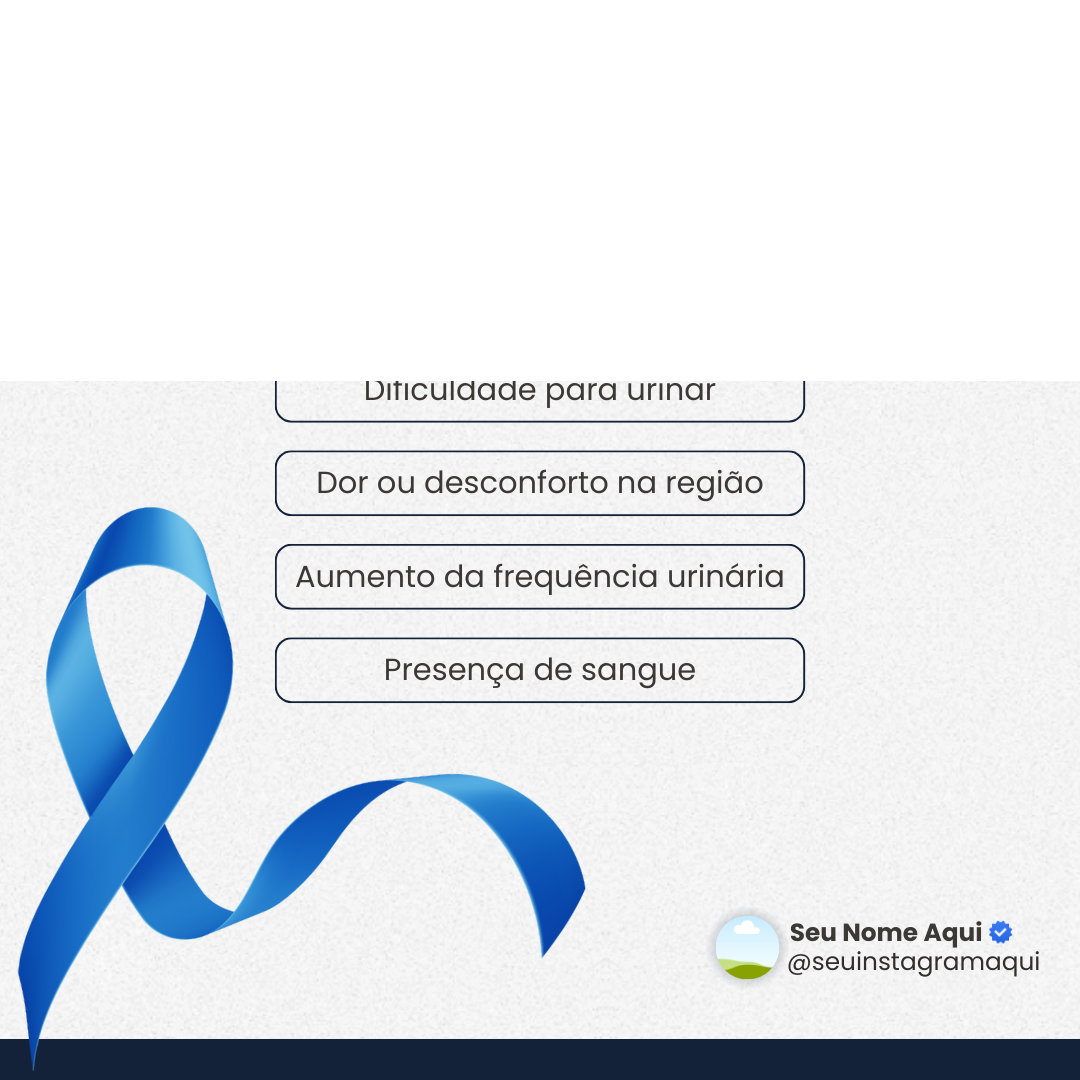 Dificuldade para urinar
Dor ou desconforto na região
Aumento da frequência urinária
Presença de sangue
Seu Nome Aqui
@seuinstagramaqui